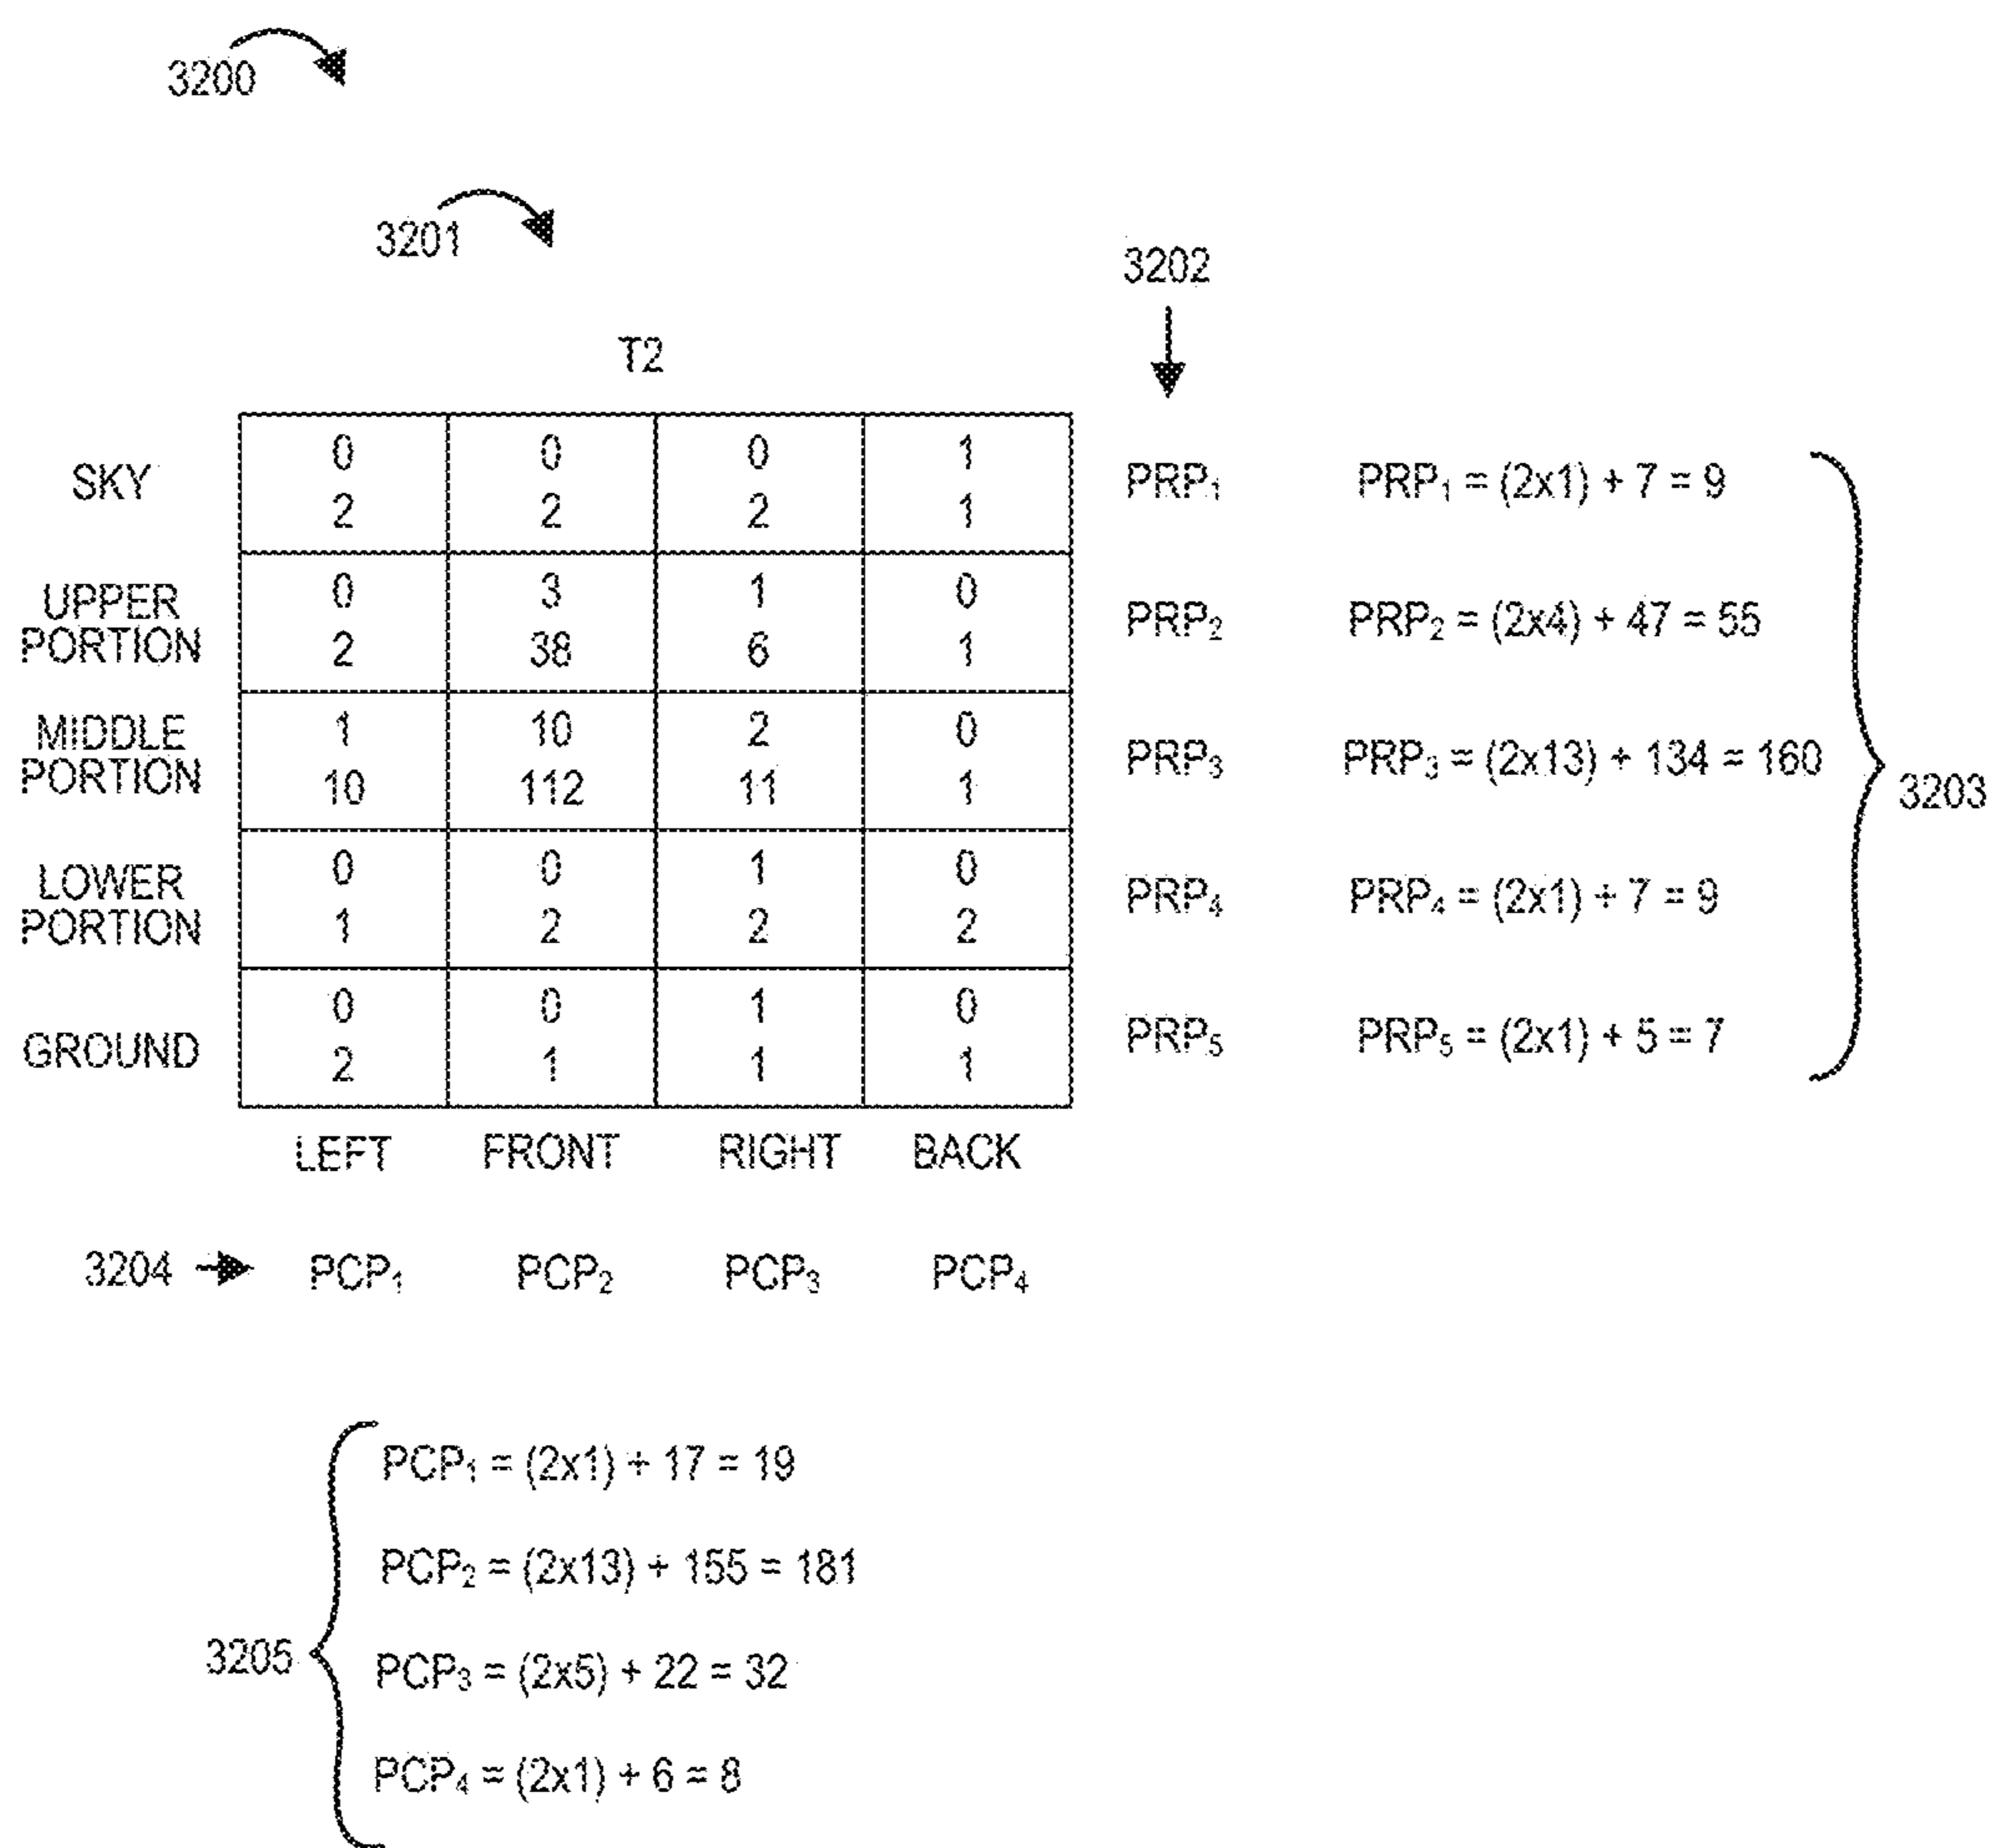 3200
3201
3202
T2
SKY
0 0 0 1
2 2 2 1
PRP₁
PRP₁ = (2x1) + 7 = 9
UPPER PORTION
0 3 1 0
2 38 6 1
PRP₂
PRP₂ = (2x4) + 47 = 55
MIDDLE PORTION
1 10 2 0
10 112 11 1
PRP₃
PRP₃ = (2x13) + 134 = 160
3203
LOWER PORTION
0 0 1 0
1 2 2 2
PRP₄
PRP₄ = (2x1) + 7 = 9
GROUND
0 0 1 0
2 1 1 1
PRP₅
PRP₅ = (2x1) + 5 = 7
LEFT FRONT RIGHT BACK
3204 PCP₁ PCP₂ PCP₃ PCP₄
3205
PCP₁ = (2x1) + 17 = 19
PCP₂ = (2x13) + 155 = 181
PCP₃ = (2x5) + 22 = 32
PCP₄ = (2x1) + 6 = 8